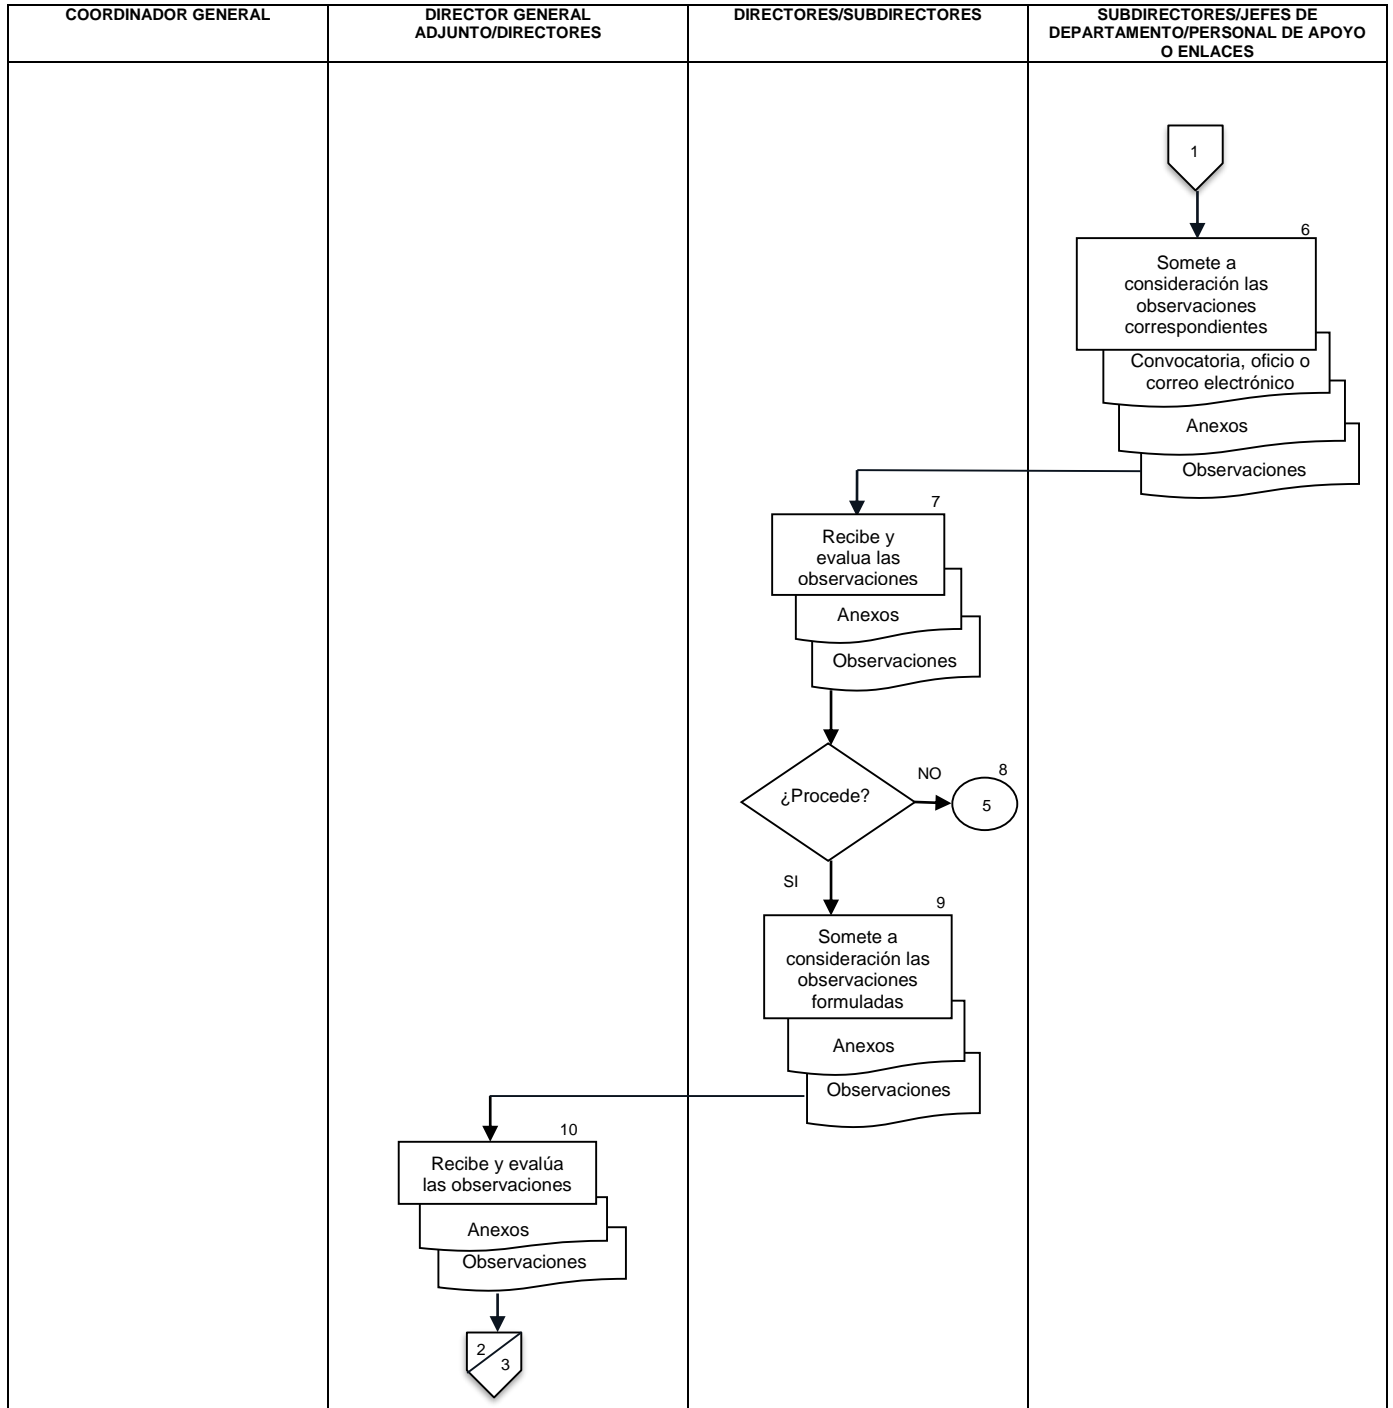 COORDINADOR GENERAL
DIRECTOR GENERAL
ADJUNTO/DIRECTORES
DIRECTORES/SUBDIRECTORES
SUBDIRECTORES/JEFES DE
DEPARTAMENTO/PERSONAL DE APOYO
O ENLACES
1
6
Somete a
consideración las
observaciones
correspondientes
Convocatoria, oficio o
correo electrónico
Anexos
Observaciones
7
Recibe y
evalua las
observaciones
Anexos
Observaciones
¿Procede?
NO
8
5
SI
9
Somete a
consideración las
observaciones
formuladas
Anexos
Observaciones
10
Recibe y evalúa
las observaciones
Anexos
Observaciones
2
3